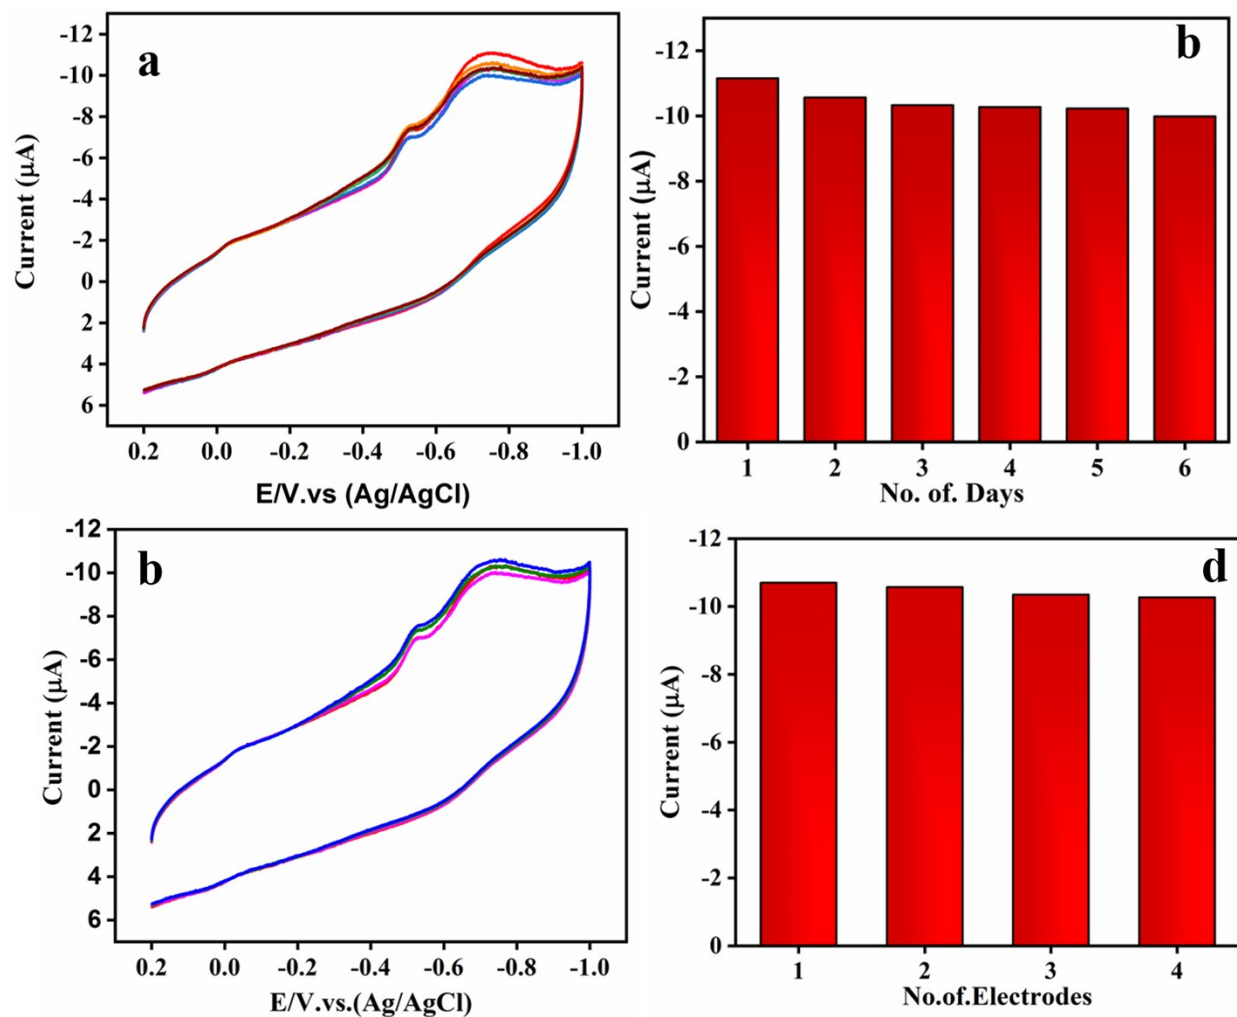 a
Current (μA)
-12
-10
-8
-6
-4
-2
0
2
4
6
0.2 0.0 -0.2 -0.4 -0.6 -0.8 -1.0
E/V.vs (Ag/AgCl)
b
Current (μA)
-12
-10
-8
-6
-4
-2
0
1 2 3 4 5 6
No. of. Days
b
Current (μA)
-12
-10
-8
-6
-4
-2
0
2
4
6
0.2 0.0 -0.2 -0.4 -0.6 -0.8 -1.0
E/V.vs.(Ag/AgCl)
d
Current (μA)
-12
-10
-8
-6
-4
-2
0
1 2 3 4
No.of.Electrodes